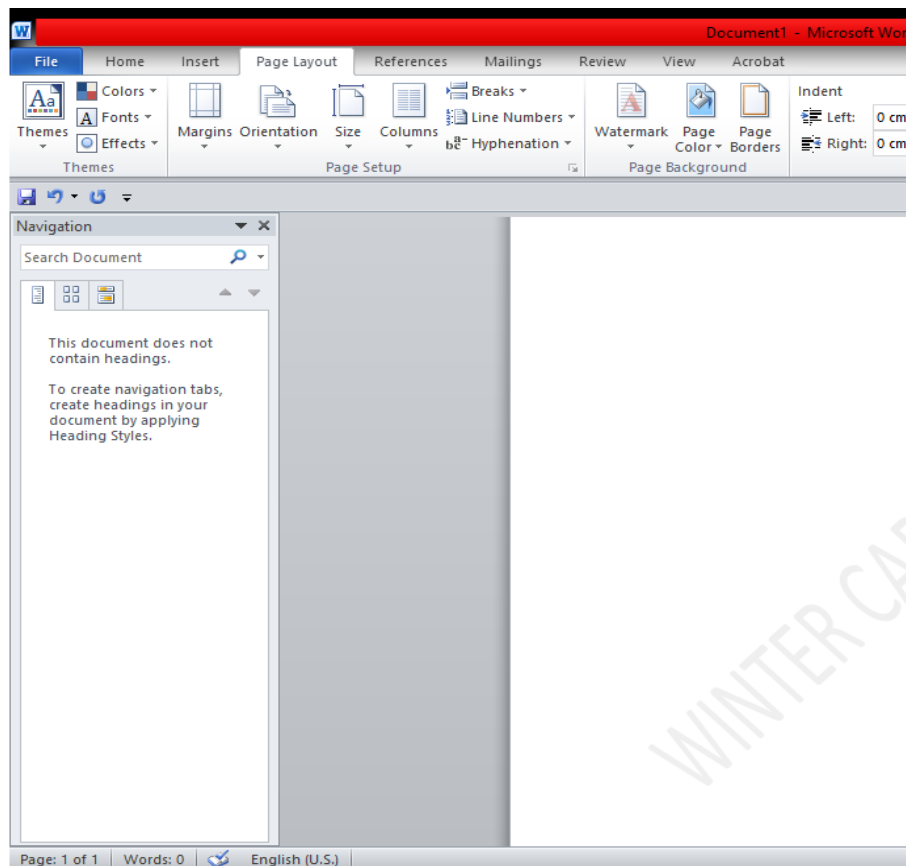 Document1 - Microsoft Wor
File Home Insert Page Layout References Mailings Review View Acrobat
Colors Breaks Indent
Fonts Line Numbers Left: 0 cm
Themes Effects Margins Orientation Size Columns Hyphenation Watermark Page Color Page Borders Right: 0 cm
Themes Page Setup Page Background
Navigation
Search Document
This document does not
contain headings.
To create navigation tabs,
create headings in your
document by applying
Heading Styles.
WINTER CA
Page: 1 of 1 Words: 0 English (U.S.)